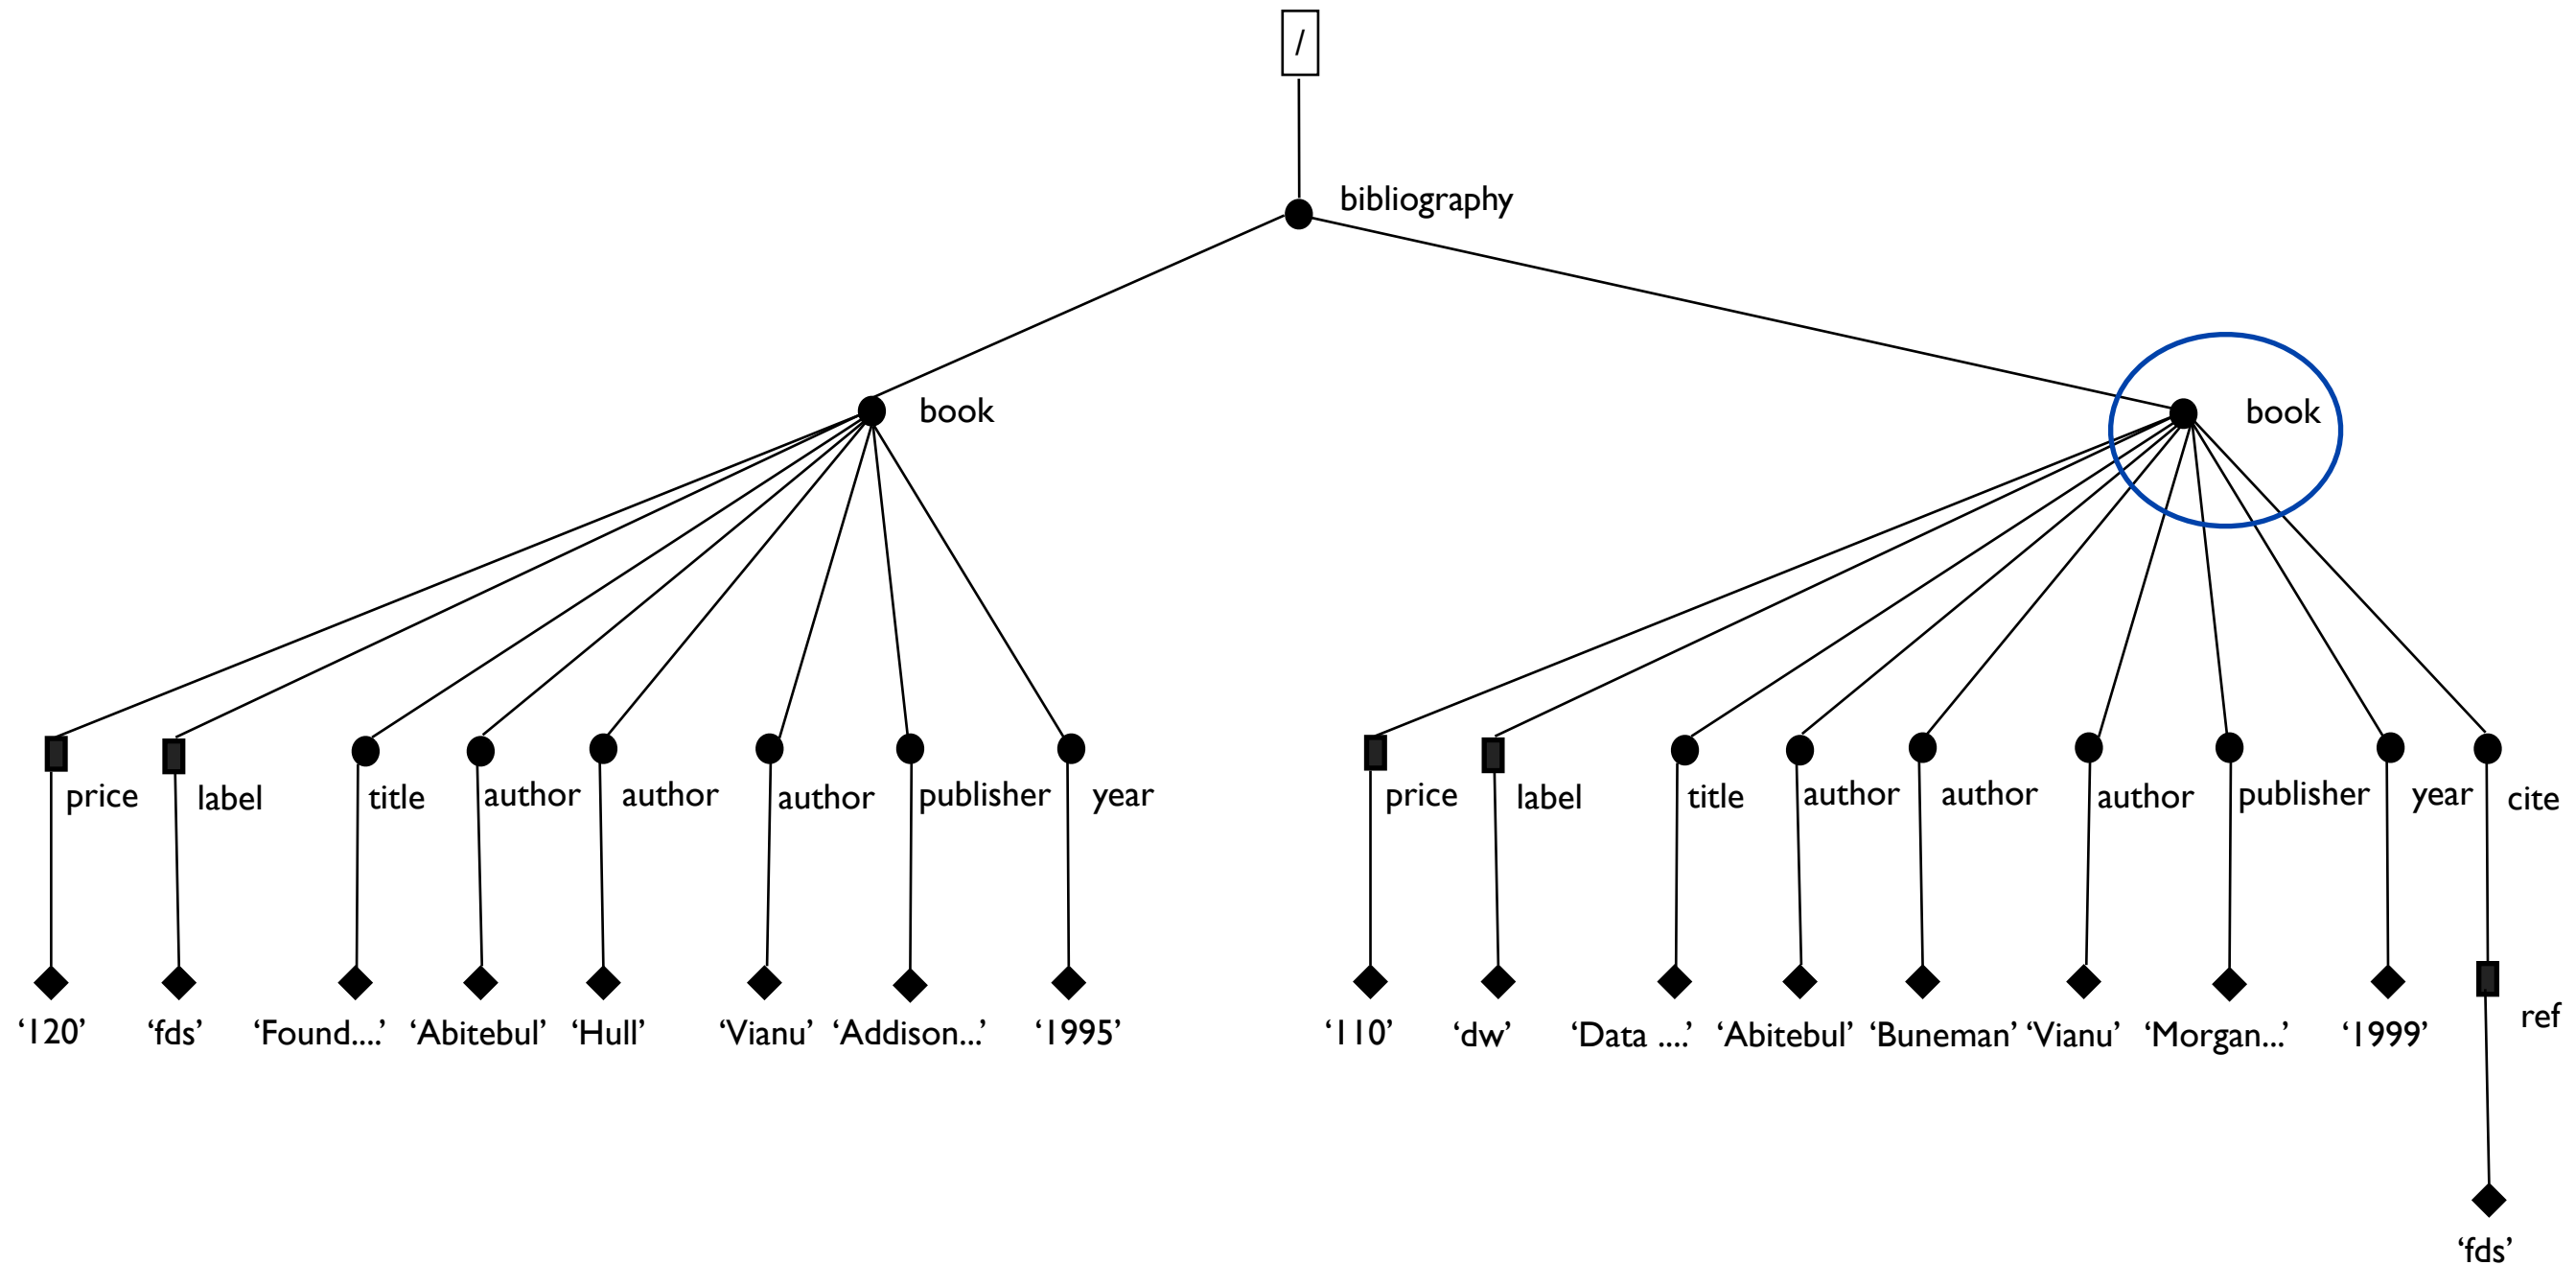 /
bibliography
book book
price label title author author author publisher year price label title author author author publisher year cite
‘120’ ‘fds’ ‘Found....’ ‘Abitebul’ ‘Hull’ ‘Vianu’ ‘Addison...’ ‘1995’ ‘110’ ‘dw’ ‘Data ....’ ‘Abitebul’ ‘Buneman’ ‘Vianu’ ‘Morgan...’ ‘1999’ ref
‘fds’